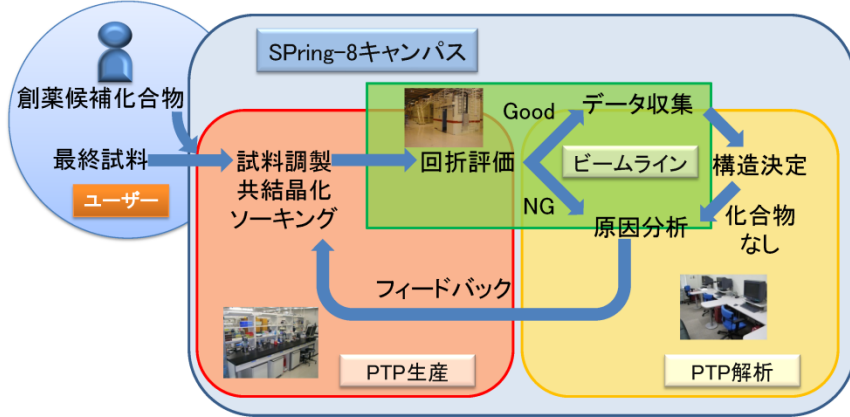 SPring-8キャンパス
創薬候補化合物
最終試料
ユーザー
試料調製
共結晶化
ソーキング
回折評価
Good
NG
データ収集
ビームライン
原因分析
構造決定
化合物
なし
フィードバック
PTP生産
PTP解析